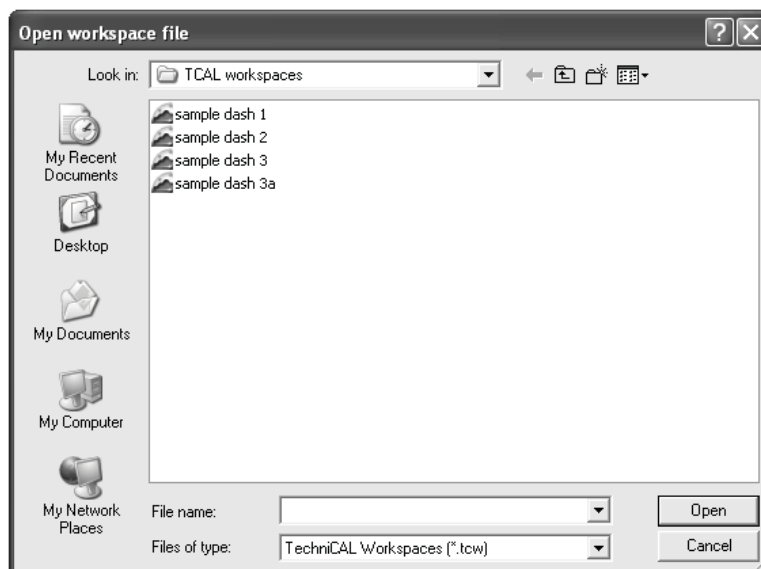 Open workspace file
Look in:
TCAL workspaces
sample dash 1
sample dash 2
sample dash 3
sample dash 3a
My Recent
Documents
Desktop
My Documents
My Computer
My Network
Places
File name:
Open
Files of type:
TechniCAL Workspaces (*.tcw)
Cancel